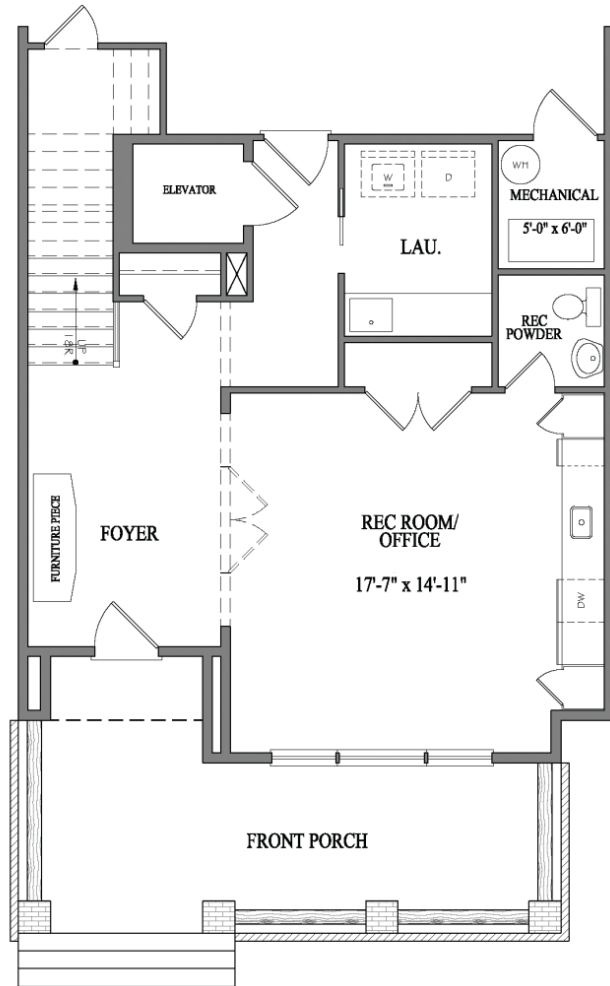 ELEVATOR
W
D
WH
MECHANICAL
5'-0" x 6'-0"
LAU.
REC
POWDER
UP
18R
FURNITURE PIECE
FOYER
REC ROOM/
OFFICE
17'-7" x 14'-11"
DW
FRONT PORCH